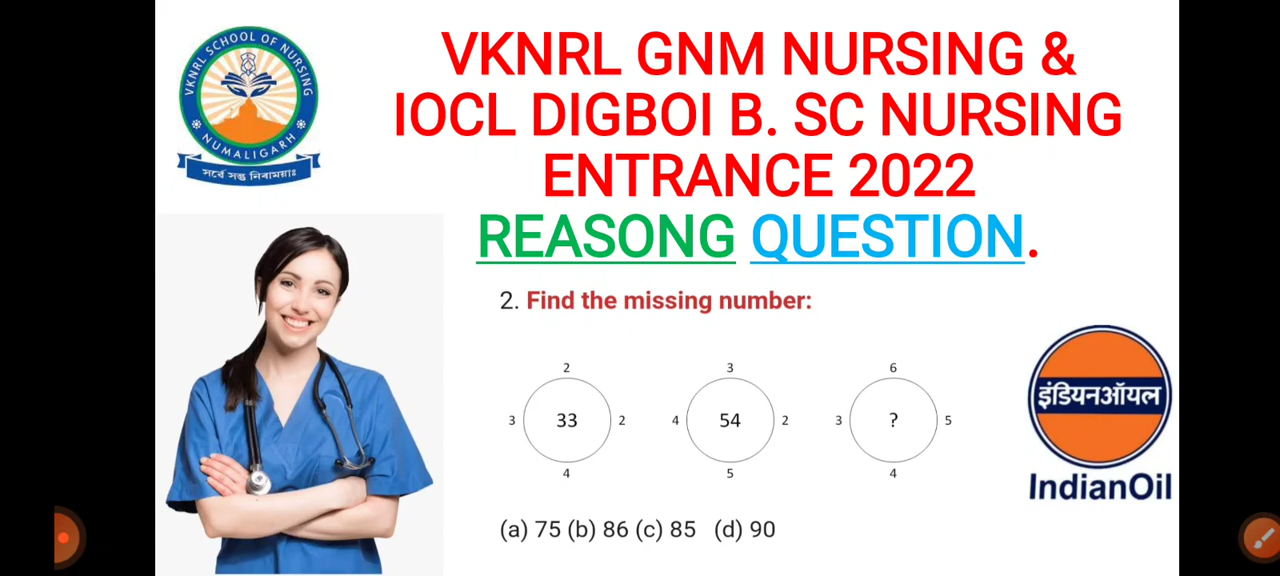 VKNRL SCHOOL OF NURSING
NUMALIGARH
সৰ্বে সন্তু নিৰাময়াঃ
VKNRL GNM NURSING &
IOCL DIGBOI B. SC NURSING
ENTRANCE 2022
REASONG QUESTION.
2. Find the missing number:
2 3 6
3 33 2 4 54 2 3 ? 5
4 5 4
(a) 75 (b) 86 (c) 85 (d) 90
इंडियनऑयल
IndianOil